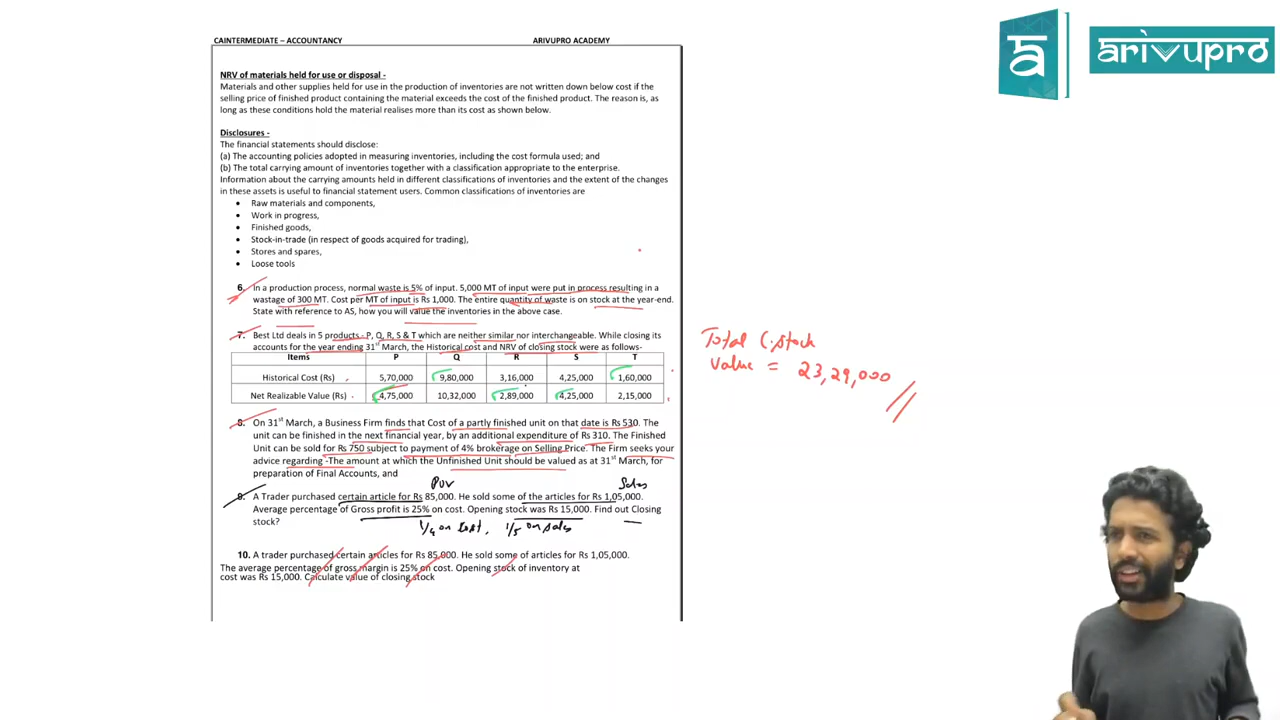 CAINTERMEDIATE – ACCOUNTANCY ARIVUPRO ACADEMY
arivupro
NRV of materials held for use or disposal -
Materials and other supplies held for use in the production of inventories are not written down below cost if the
selling price of finished product containing the material exceeds the cost of the finished product. The reason is, as
long as these conditions hold the material realises more than its cost as shown below.
Disclosures -
The financial statements should disclose:
(a) The accounting policies adopted in measuring inventories, including the cost formula used; and
(b) The total carrying amount of inventories together with a classification appropriate to the enterprise.
Information about the carrying amounts held in different classifications of inventories and the extent of the changes
in these assets is useful to financial statement users. Common classifications of inventories are
• Raw materials and components,
• Work in progress,
• Finished goods,
• Stock-in-trade (in respect of goods acquired for trading),
• Stores and spares,
• Loose tools
6. In a production process, normal waste is 5% of input. 5,000 MT of input were put in process resulting in a
wastage of 300 MT. Cost per MT of input is Rs 1,000. The entire quantity of waste is on stock at the year-end.
State with reference to AS, how you will value the inventories in the above case.
7. Best Ltd deals in 5 products - P, Q, R, S & T which are neither similar nor interchangeable. While closing its
accounts for the year ending 31st March, the Historical cost and NRV of closing stock were as follows-
Items P Q R S T
Historical Cost (Rs) 5,70,000 9,80,000 3,16,000 4,25,000 1,60,000
Net Realizable Value (Rs) 4,75,000 10,32,000 2,89,000 4,25,000 2,15,000
Total C.stock
Value = 23,29,000
8. On 31st March, a Business Firm finds that Cost of a partly finished unit on that date is Rs 530. The
unit can be finished in the next financial year, by an additional expenditure of Rs 310. The Finished
Unit can be sold for Rs 750 subject to payment of 4% brokerage on Selling Price. The Firm seeks your
advice regarding -The amount at which the Unfinished Unit should be valued as at 31st March, for
preparation of Final Accounts, and
PUV Sales
9. A Trader purchased certain article for Rs 85,000. He sold some of the articles for Rs 1,05,000.
Average percentage of Gross profit is 25% on cost. Opening stock was Rs 15,000. Find out Closing
stock?
1/4 on Cost, 1/5 on sales
10. A trader purchased certain articles for Rs 85,000. He sold some of articles for Rs 1,05,000.
The average percentage of gross margin is 25% on cost. Opening stock of inventory at
cost was Rs 15,000. Calculate value of closing stock